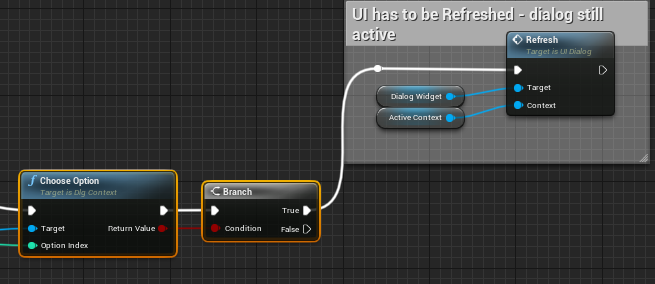 UI has to be Refreshed - dialog still
active
Refresh
Target is UI Dialog
Dialog Widget
Target
Active Context
Context
Choose Option
Target is Dlg Context
Target
Return Value
Option Index
Branch
True
Condition
False